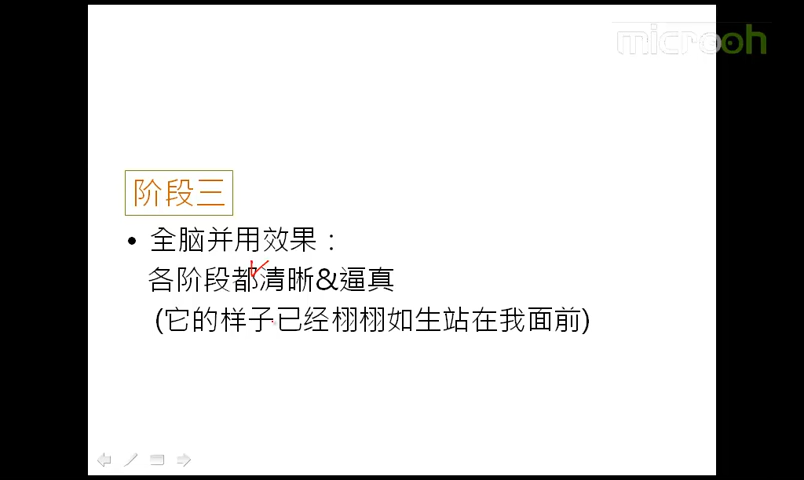 microoh
阶段三
• 全脑并用效果：
各阶段都清晰&逼真
(它的样子已经栩栩如生站在我面前)